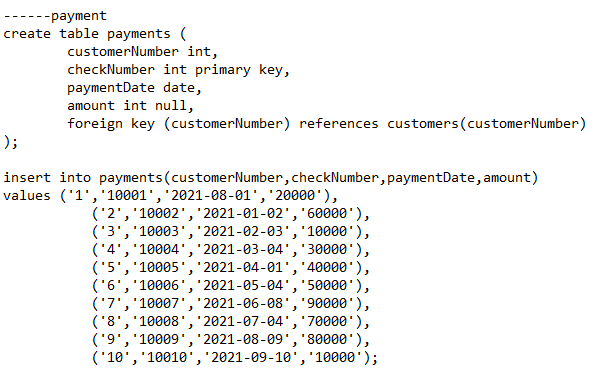 ------payment
create table payments (
customerNumber int,
checkNumber int primary key,
paymentDate date,
amount int null,
foreign key (customerNumber) references customers(customerNumber)
);
insert into payments(customerNumber,checkNumber,paymentDate,amount)
values ('1','10001','2021-08-01','20000'),
('2','10002','2021-01-02','60000'),
('3','10003','2021-02-03','10000'),
('4','10004','2021-03-04','30000'),
('5','10005','2021-04-01','40000'),
('6','10006','2021-05-04','50000'),
('7','10007','2021-06-08','90000'),
('8','10008','2021-07-04','70000'),
('9','10009','2021-08-09','80000'),
('10','10010','2021-09-10','10000');